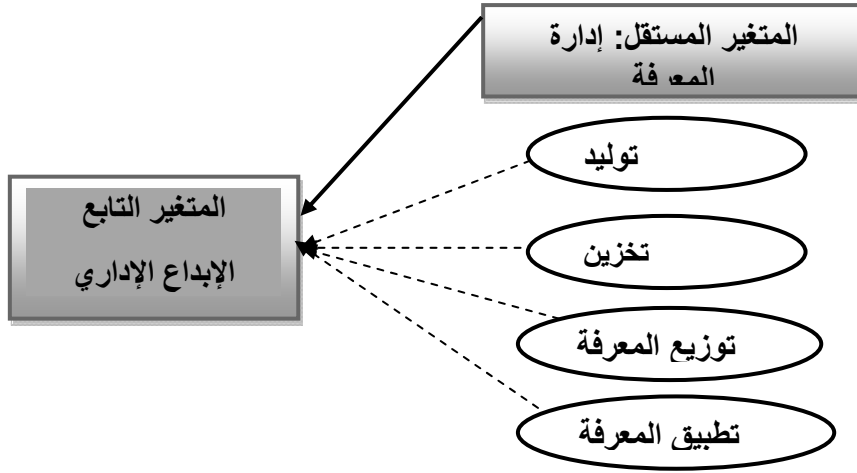 المتغير المستقل: إدارة
المعرفة
توليد
المتغير التابع
الإبداع الإداري
تخزين
توزيع المعرفة
تطبيق المعرفة